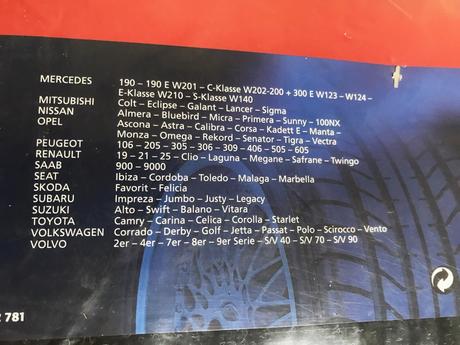 MERCEDES 190 – 190 E W201 – C-Klasse W202-200 + 300 E W123 – W124 –
E-Klasse W210 – S-Klasse W140
MITSUBISHI Colt – Eclipse – Galant – Lancer – Sigma
NISSAN Almera – Bluebird – Micra – Primera – Sunny – 100NX
OPEL Ascona – Astra – Calibra – Corsa – Kadett E – Manta –
Monza – Omega – Rekord – Senator – Tigra – Vectra
PEUGEOT 106 – 205 – 305 – 306 – 309 – 406 – 505 – 605
RENAULT 19 – 21 – 25 – Clio – Laguna – Megane – Safrane – Twingo
SAAB 900 – 9000
SEAT Ibiza – Cordoba – Toledo – Malaga – Marbella
SKODA Favorit – Felicia
SUBARU Impreza – Jumbo – Justy – Legacy
SUZUKI Alto – Swift – Balano – Vitara
TOYOTA Camry – Carina – Celica – Corolla – Starlet
VOLKSWAGEN Corrado – Derby – Golf – Jetta – Passat – Polo – Scirocco – Vento
VOLVO 2er – 4er – 7er – 8er – 9er Serie – S/V 40 – S/V 70 – S/V 90
781